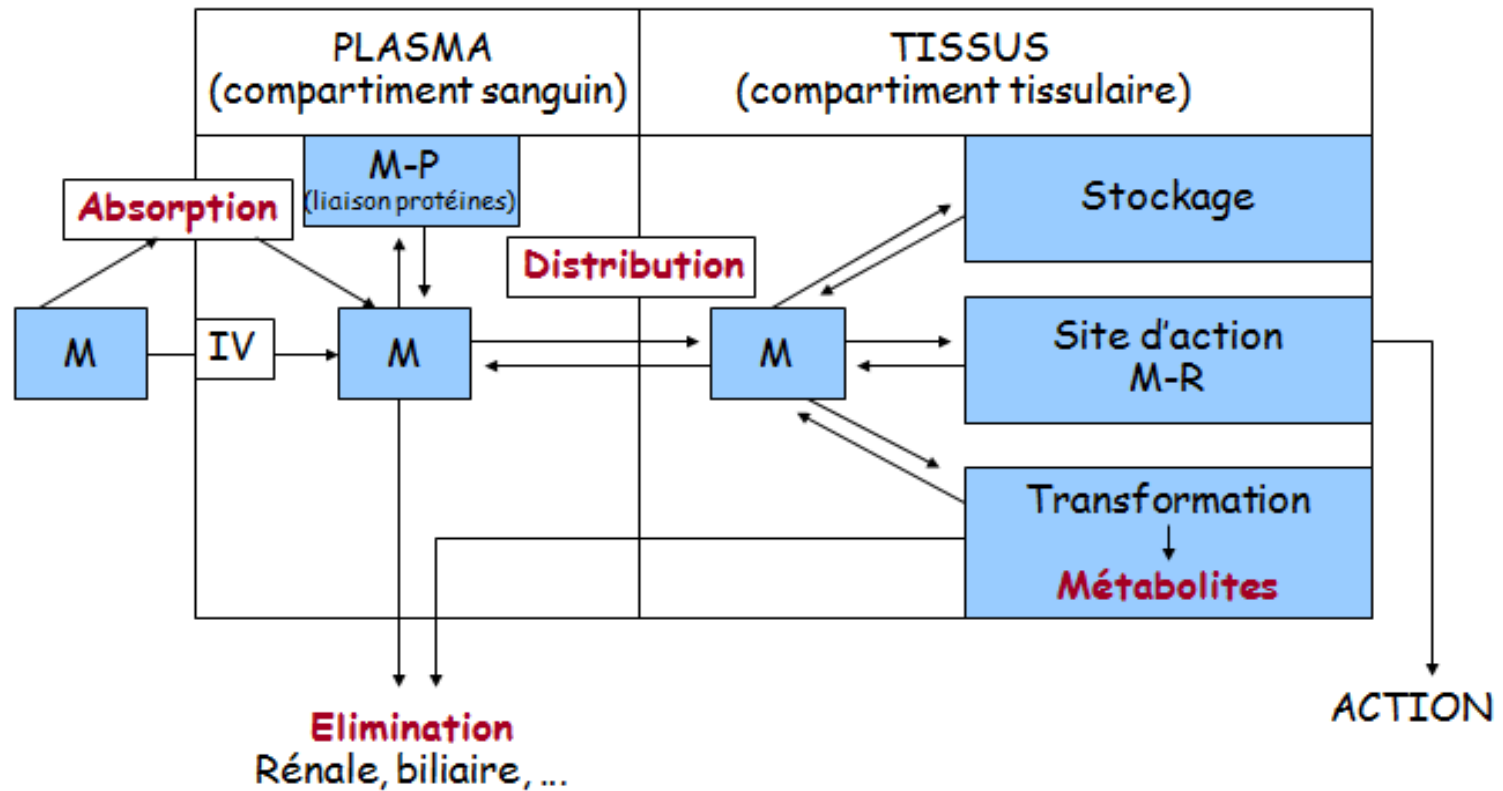 PLASMA
(compartiment sanguin)
TISSUS
(compartiment tissulaire)
M-P
(liaison protéines)
Absorption
Stockage
Distribution
M
IV
M
M
Site d'action
M-R
Transformation
Métabolites
Elimination
Rénale, biliaire, ...
ACTION